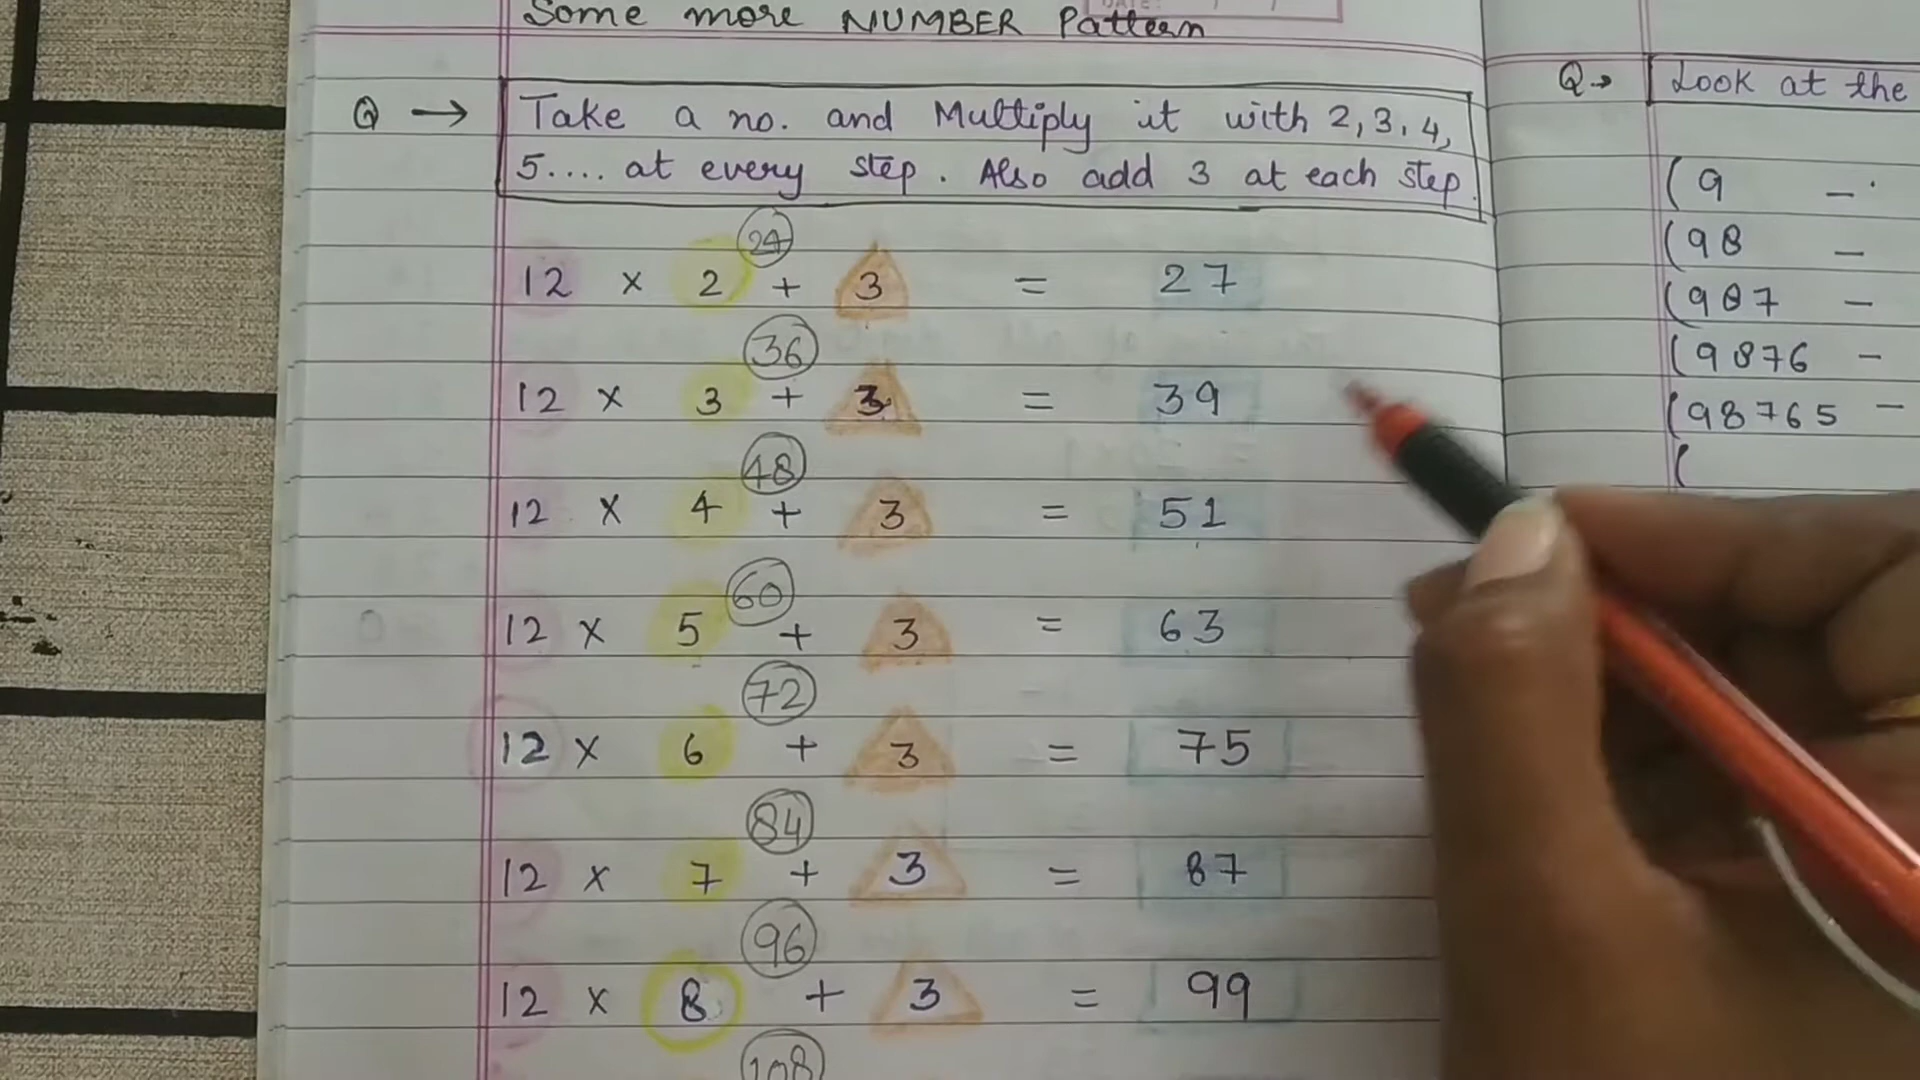 Some more NUMBER Pattern
Q → Take a no. and Multiply it with 2, 3, 4,
5.... at every step. Also add 3 at each step.
24
12 × 2 + 3 = 27
36
12 × 3 + 3 = 39
48
12 × 4 + 3 = 51
60
12 × 5 + 3 = 63
72
12 × 6 + 3 = 75
84
12 × 7 + 3 = 87
96
12 × 8 + 3 = 99
108
Q → Look at the
(9 –
(98 –
(987 –
(9876 –
(98765 –
(